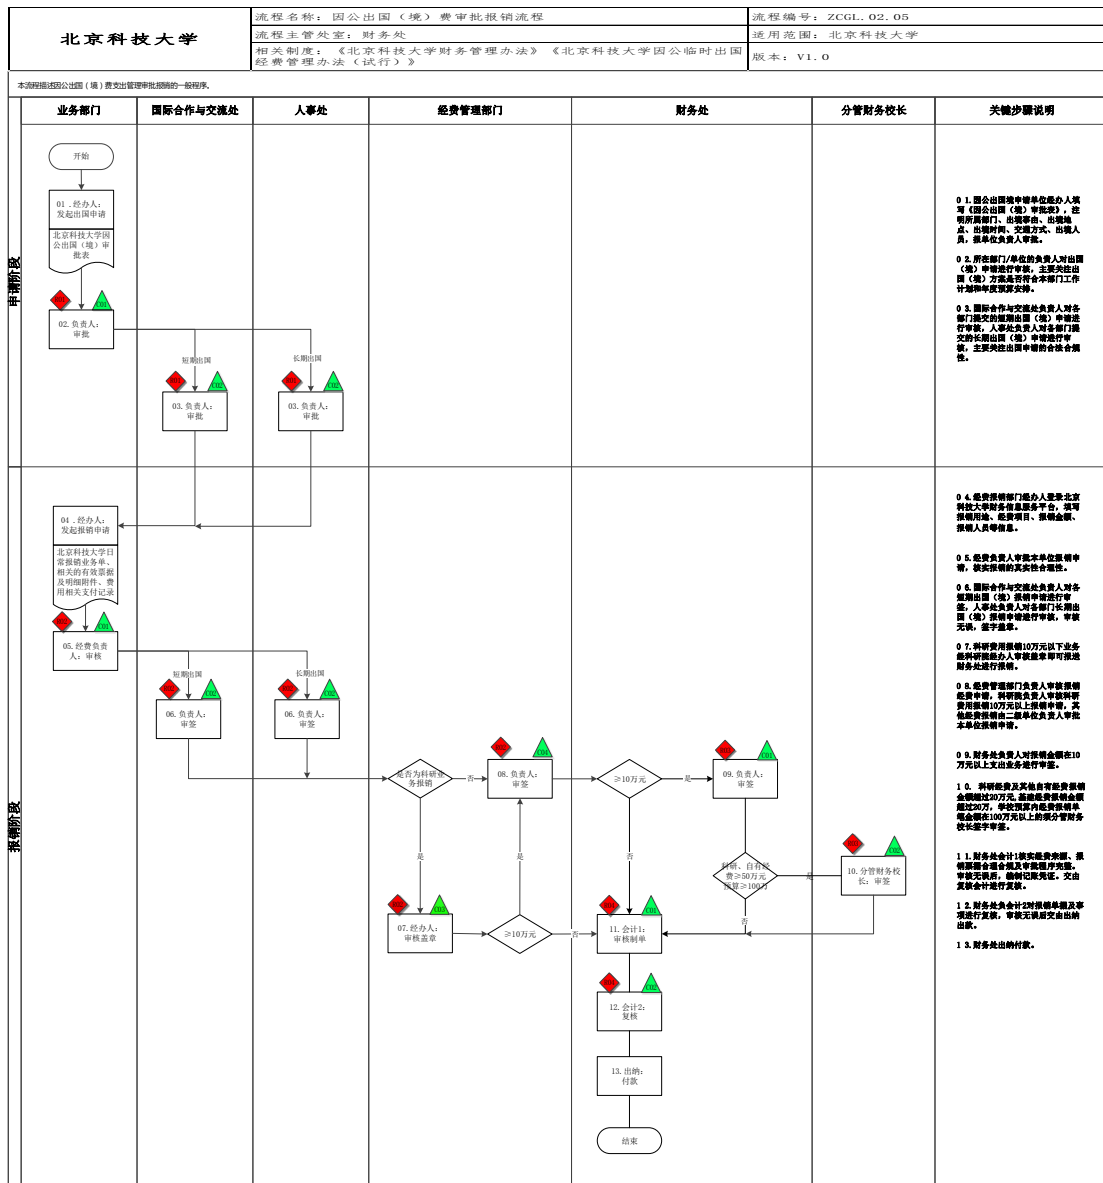 北京科技大学
流程名称：因公出国（境）费审批报销流程
流程编号：ZCGL.02.05
流程主管处室：财务处
适用范围：北京科技大学
相关制度：《北京科技大学财务管理办法》《北京科技大学因公临时出国
经费管理办法（试行）》
版本：V1.0
本流程描述因公出国（境）费支出管理审批报销的一般程序。
业务部门
国际合作与交流处
人事处
经费管理部门
财务处
分管财务校长
关键步骤说明
申请阶段
开始
01.经办人：
发起出国申请
北京科技大学因
公出国（境）审
批表
R01
C01
02.负责人：
审批
短期出国
长期出国
R01
C02
R01
C02
03.负责人：
审批
03.负责人：
审批
01.因公出国境申请单位经办人填
写《因公出国（境）审批表》，注
明所属部门、出境事由、出境地
点、出境时间、交通方式、出境人
员，报单位负责人审批。
02.所在部门/单位的负责人对出国
（境）申请进行审核，主要关注出
国（境）方案是否符合本部门工作
计划和年度预算安排。
03.国际合作与交流处负责人对各
部门提交的短期出国（境）申请进
行审核，人事处负责人对各部门提
交的长期出国（境）申请进行审
核，主要关注出国申请的合法合规
性。
报销阶段
04.经办人：
发起报销申请
北京科技大学日
常报销业务单、
相关的有效票据
及明细附件、费
用相关支付记录
C01
05.经费负责
人：审核
短期出国
长期出国
C02
C02
06.负责人：
审签
06.负责人：
审签
是否为科研业
务报销
否
C04
08.负责人：
审签
≥10万元
是
C01
09.负责人：
审签
是
是
否
科研、自有经
费≥50万元
预算≥100万
是
C02
10.分管财务校
长：审签
C03
07.经办人：
审核盖章
≥10万元
否
R04
C01
11.会计1：
审核制单
否
R04
C02
12.会计2：
复核
13.出纳：
付款
结束
04.经费报销部门经办人登录北京
科技大学财务信息服务平台，填写
报销用途、经费项目、报销金额、
报销人员等信息。
05.经费负责人审批本单位报销申
请，核实报销的真实性合理性。
06.国际合作与交流处负责人对各
短期出国（境）报销申请进行审
签，人事处负责人对各部门长期出
国（境）报销申请进行审核，审核
无误，签字盖章。
07.科研费用报销10万元以下业务
经科研院经办人审核盖章即可报送
财务处进行报销。
08.经费管理部门负责人审核报销
经费申请，科研院负责人审核科研
费用报销10万元以上报销申请，其
他经费报销由二级单位负责人审批
本单位报销申请。
09.财务处负责人对报销金额在10
万元以上支出业务进行审签。
10. 科研经费及其他自有经费报销
金额超过20万元,基建经费报销金额
超过20万，学校预算内经费报销单
笔金额在100万元以上的须分管财务
校长签字审签。
11.财务处会计1核实经费来源、报
销票据合理合规及审批程序完整。
审核无误后，编制记账凭证。交由
复核会计进行复核。
12.财务处负会计2对报销单据及事
项进行复核，审核无误后交由出纳
出款。
13.财务处出纳付款。